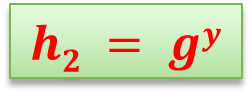 h₂ = gʸ